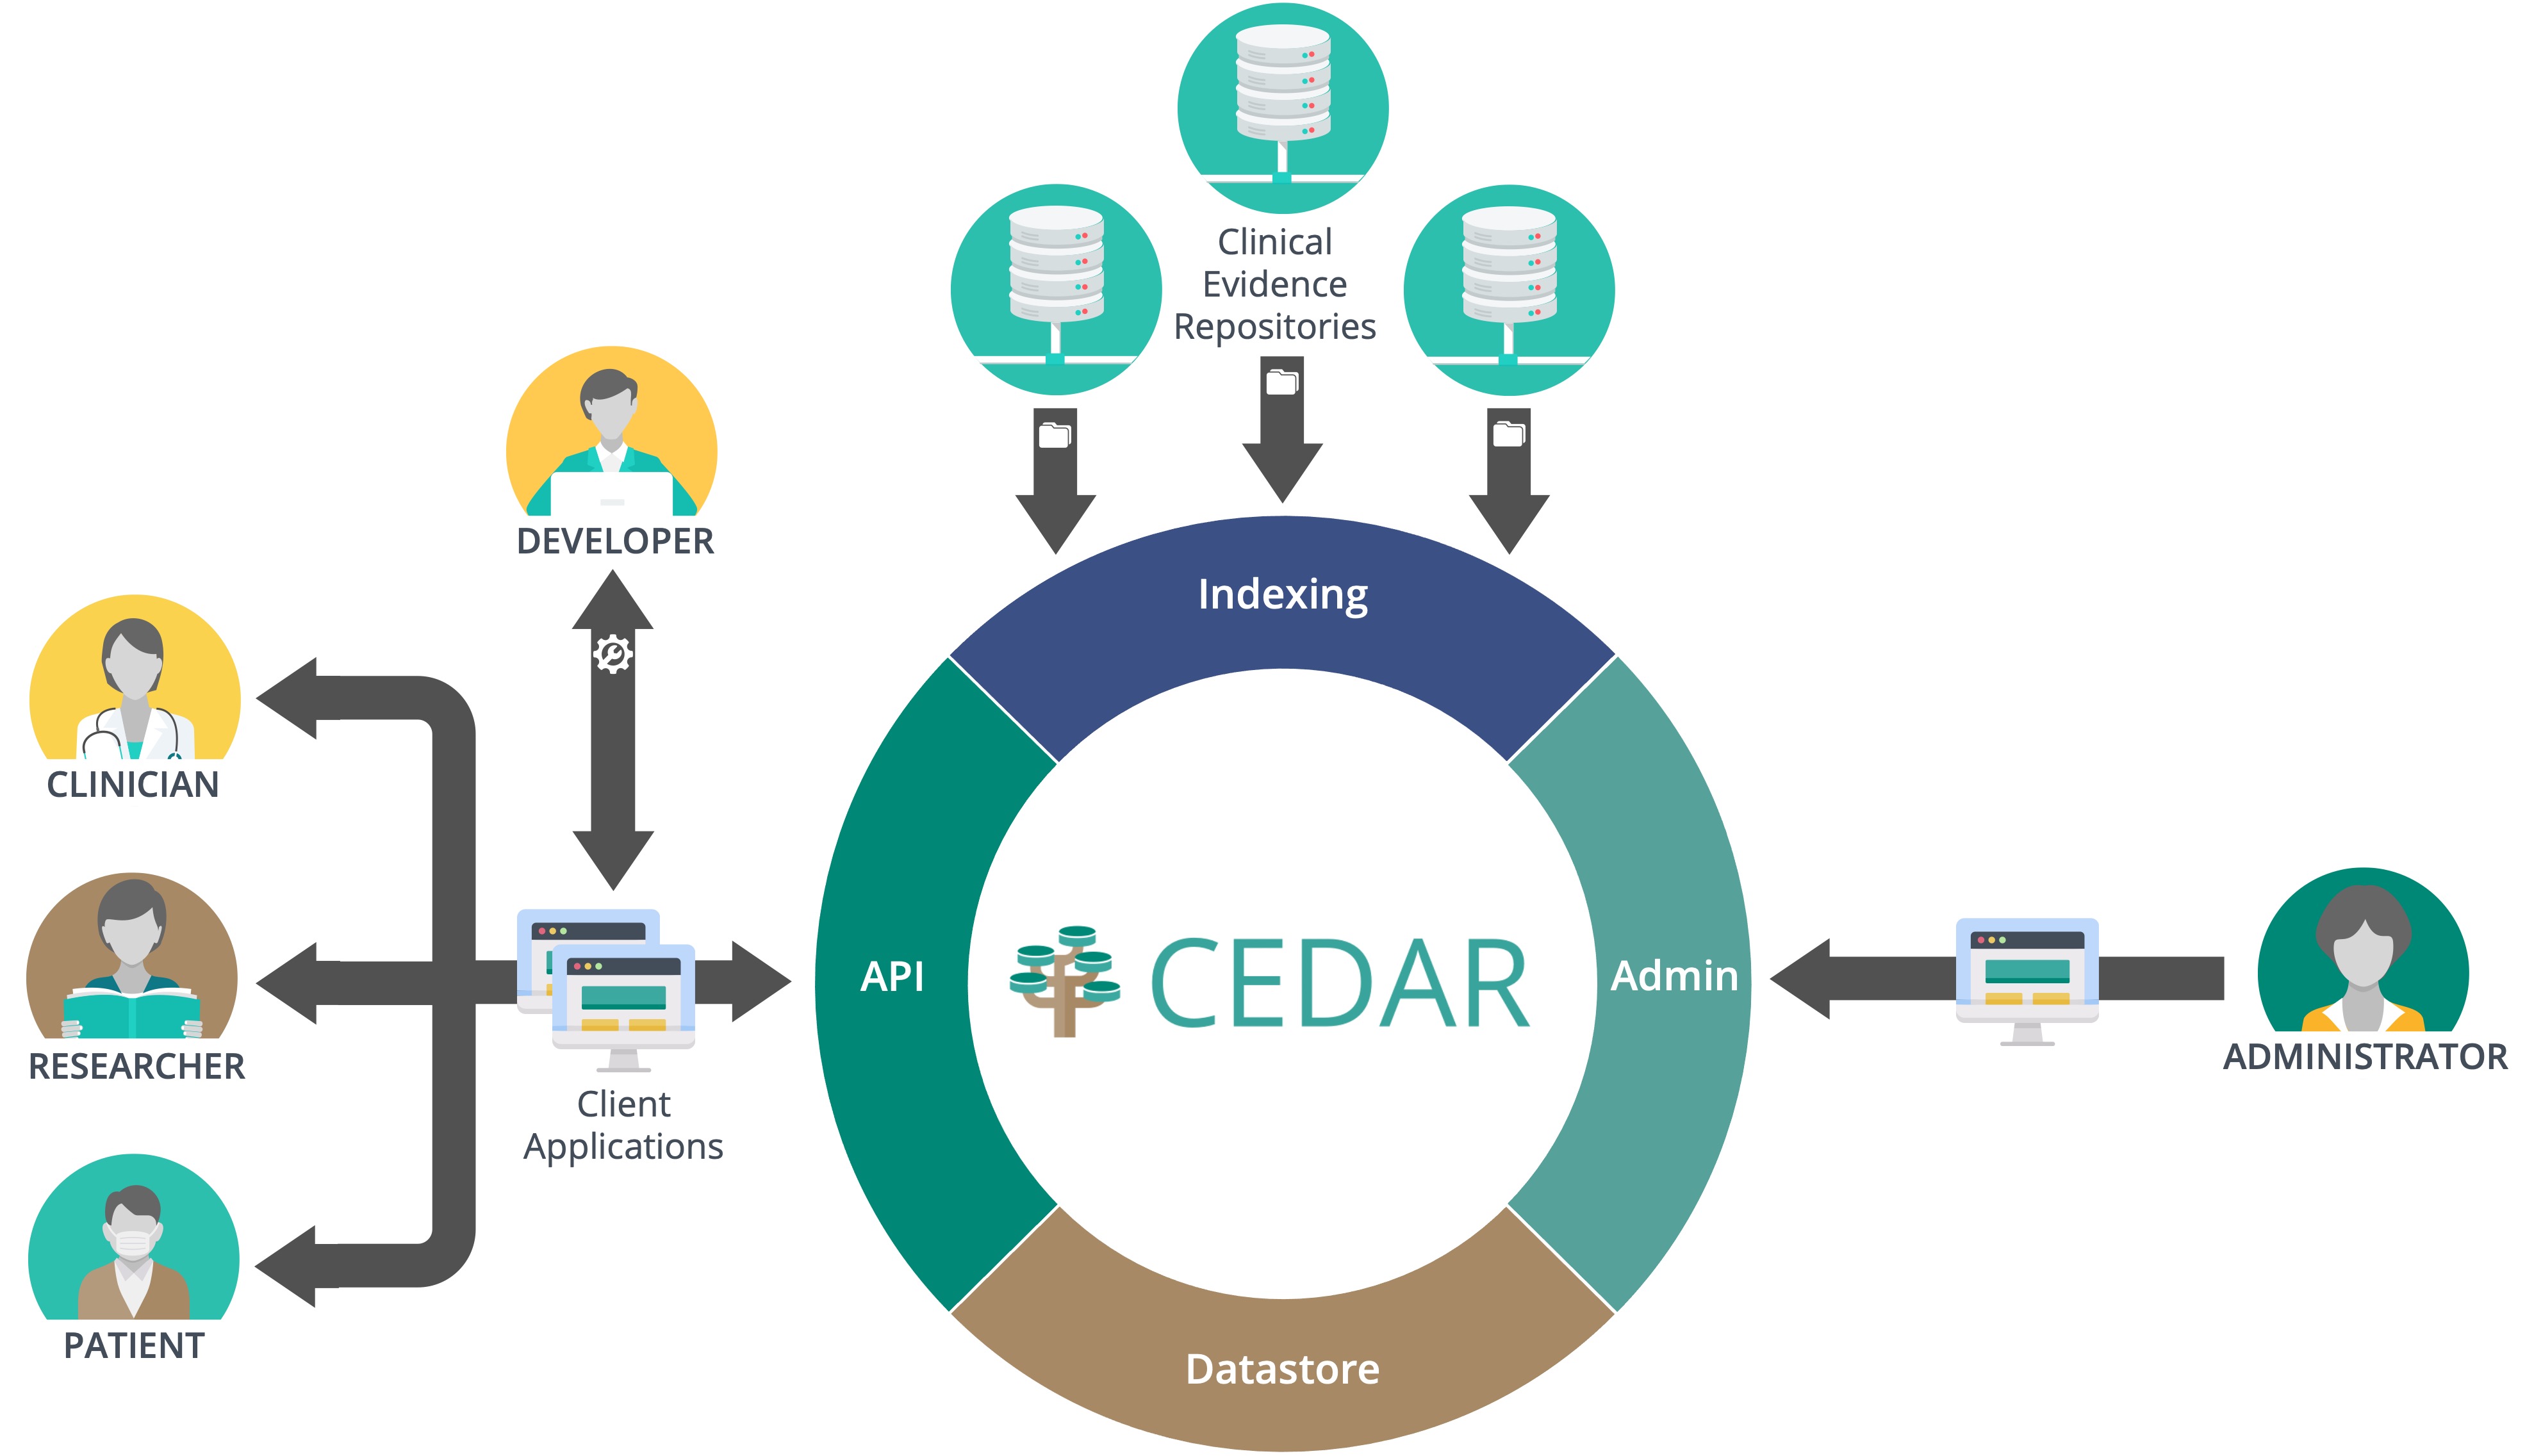 Clinical
Evidence
Repositories
DEVELOPER
Indexing
CLINICIAN
API
CEDAR
Admin
RESEARCHER
ADMINISTRATOR
Client
Applications
PATIENT
Datastore